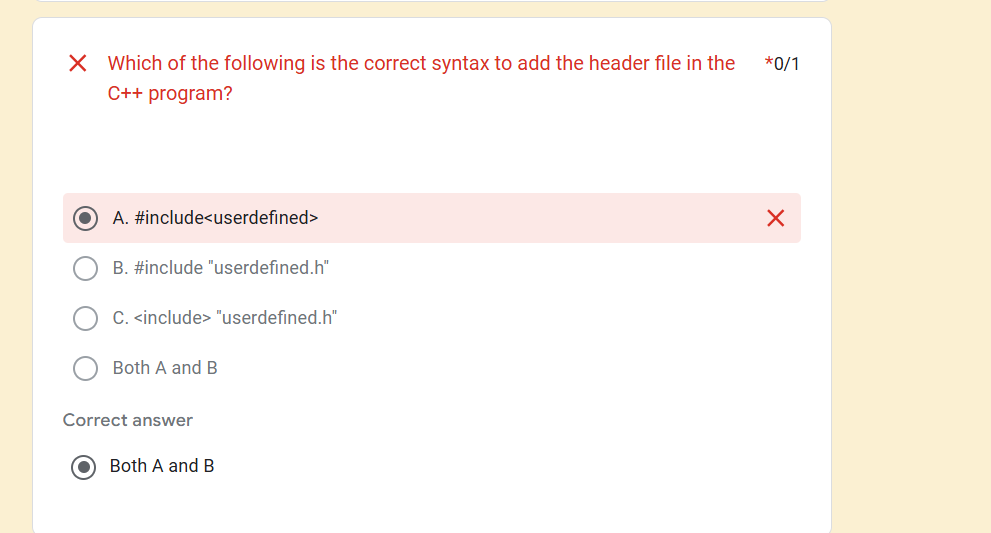 Which of the following is the correct syntax to add the header file in the *0/1
C++ program?
A. #include<userdefined>
B. #include "userdefined.h"
C. <include> "userdefined.h"
Both A and B
Correct answer
Both A and B